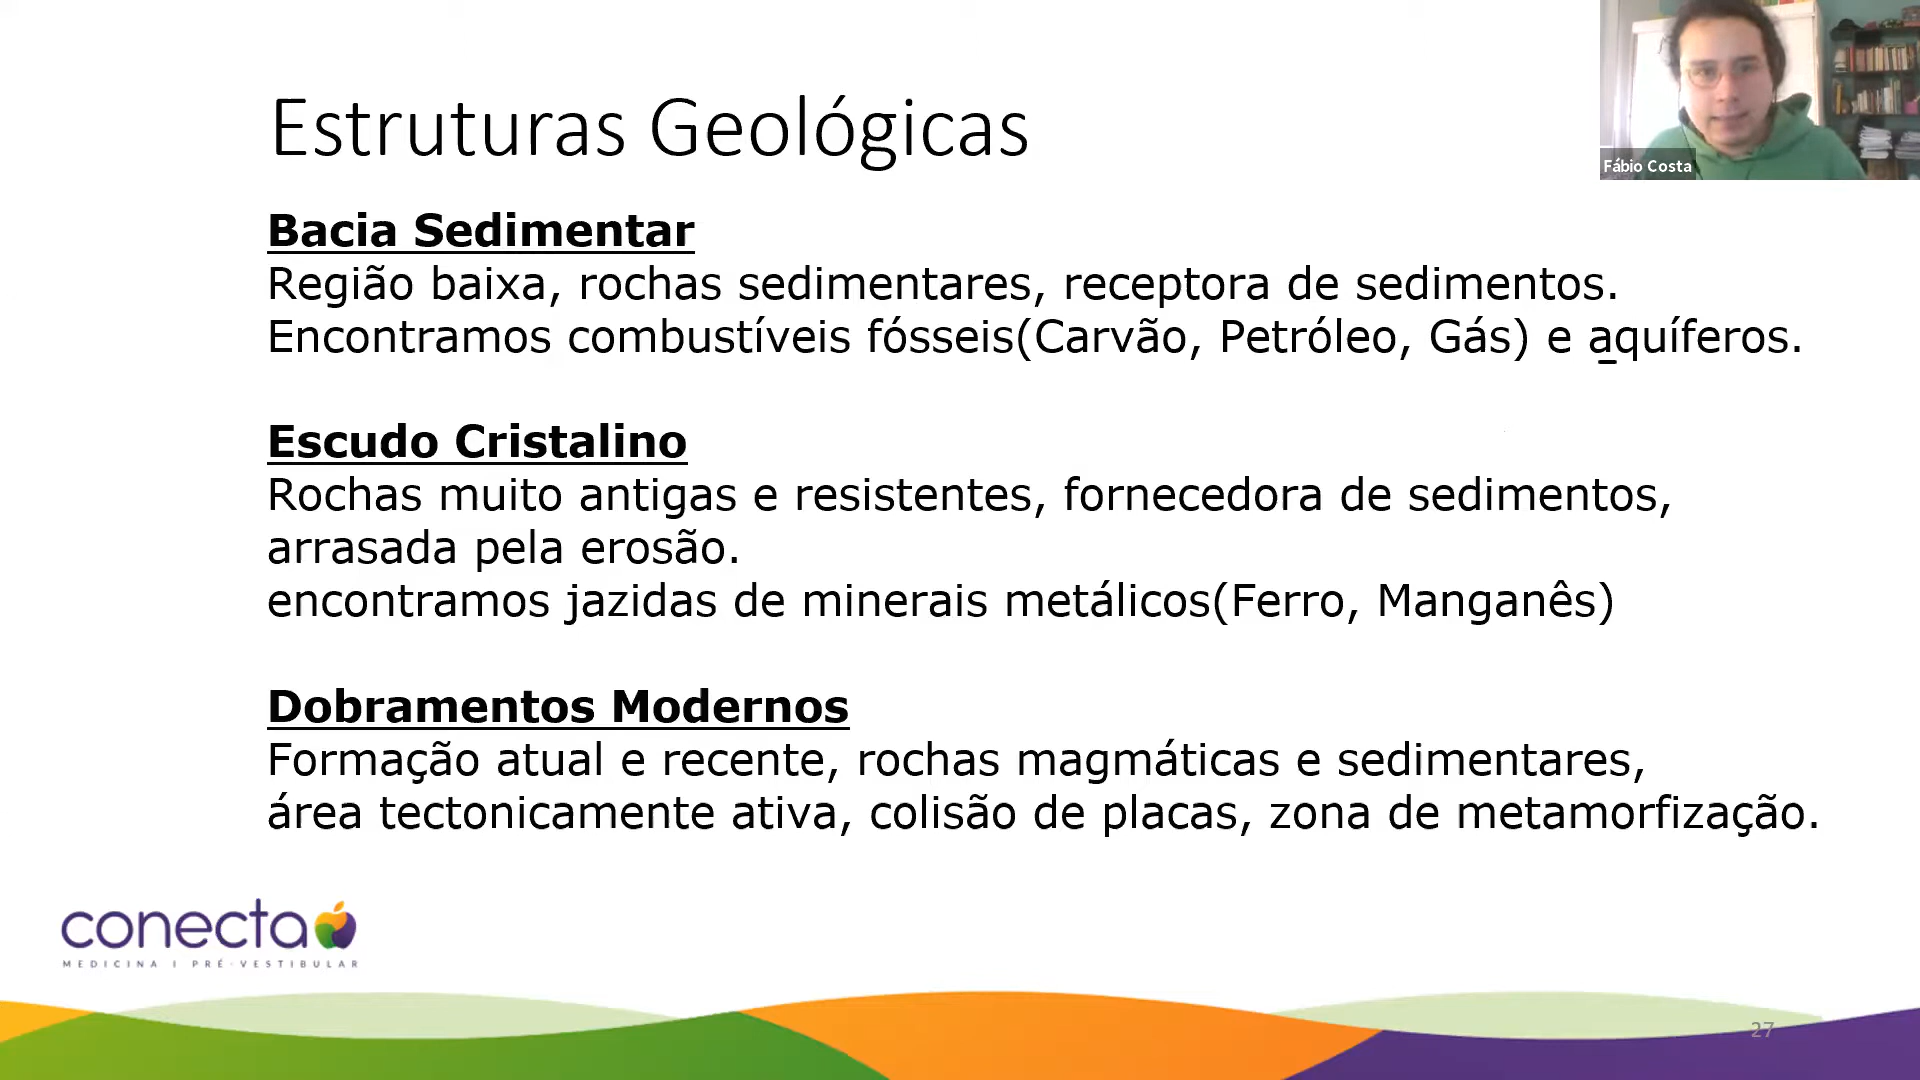 Estruturas Geológicas
Fábio Costa
Bacia Sedimentar
Região baixa, rochas sedimentares, receptora de sedimentos.
Encontramos combustíveis fósseis(Carvão, Petróleo, Gás) e aquíferos.
Escudo Cristalino
Rochas muito antigas e resistentes, fornecedora de sedimentos,
arrasada pela erosão.
encontramos jazidas de minerais metálicos(Ferro, Manganês)
Dobramentos Modernos
Formação atual e recente, rochas magmáticas e sedimentares,
área tectonicamente ativa, colisão de placas, zona de metamorfização.
conecta
MEDICINA I PRÉ-VESTIBULAR
27